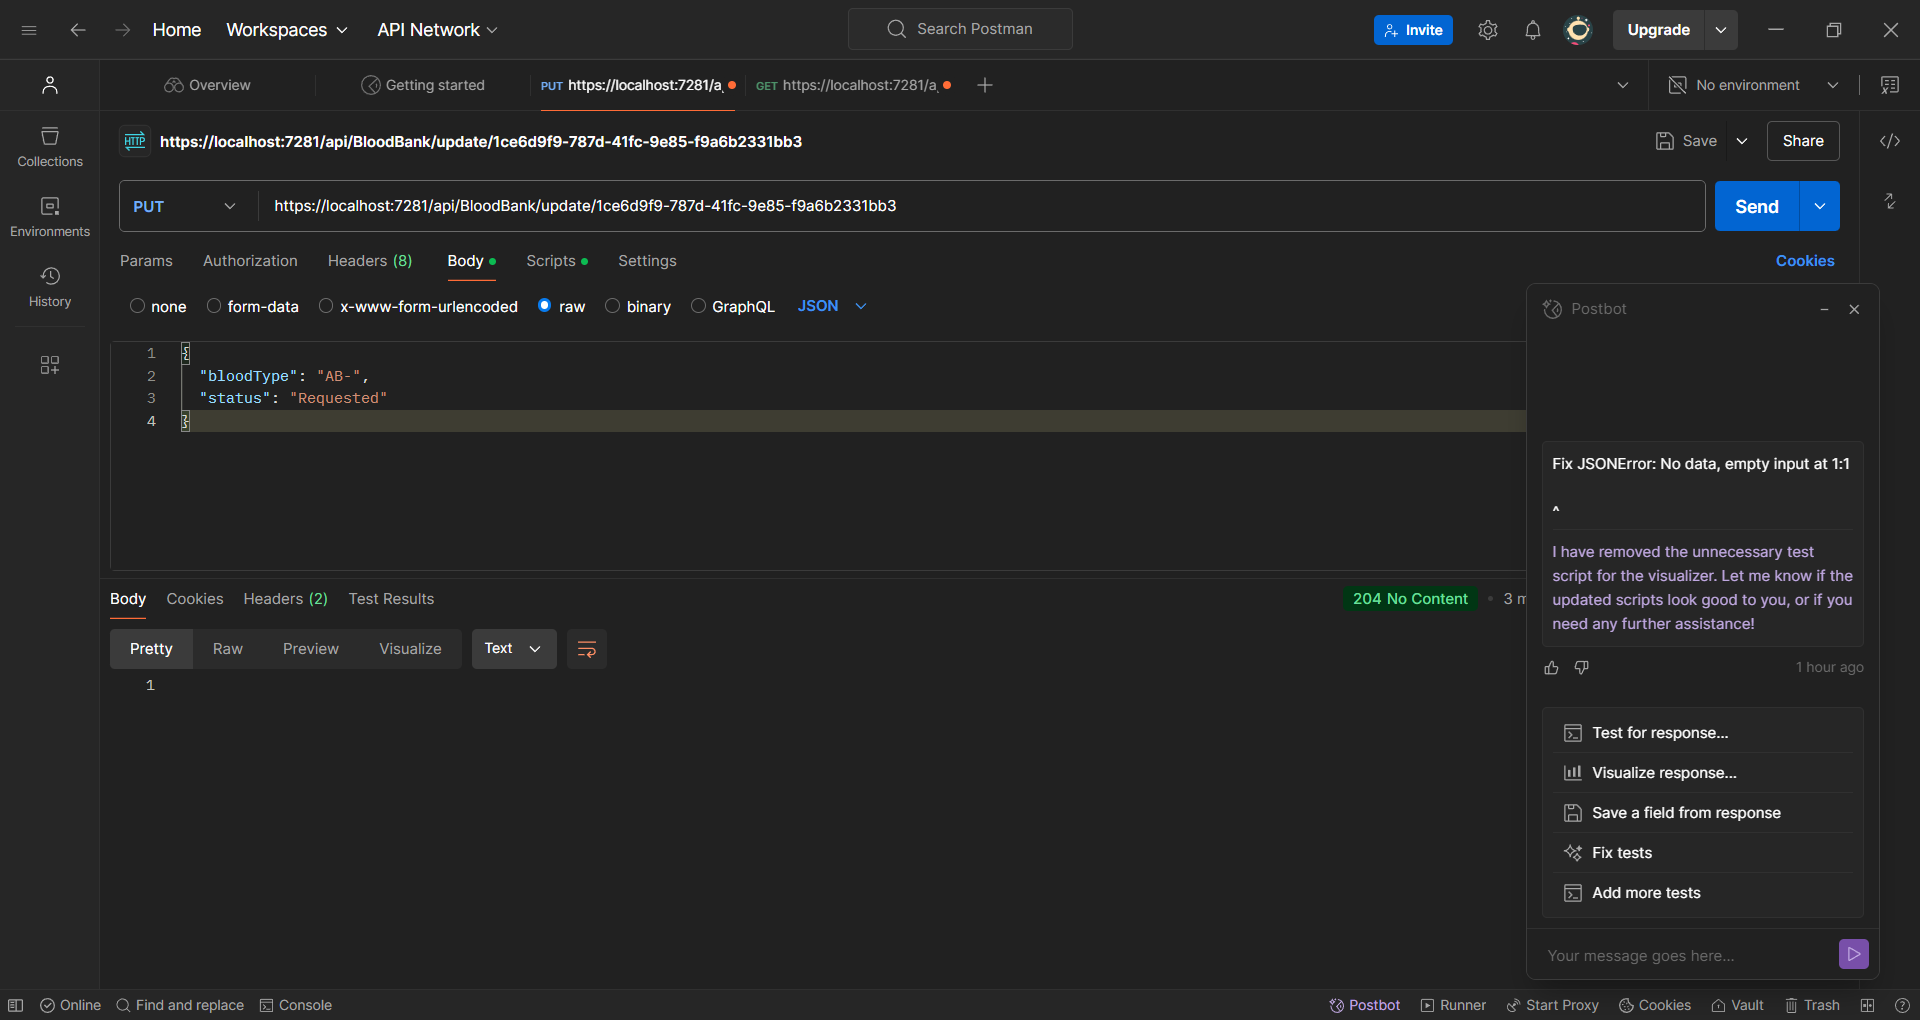 Home Workspaces API Network Search Postman Invite Upgrade
Overview Getting started PUT https://localhost:7281/a GET https://localhost:7281/a No environment
HTTP https://localhost:7281/api/BloodBank/update/1ce6d9f9-787d-41fc-9e85-f9a6b2331bb3 Save Share
Collections
Environments
History
PUT https://localhost:7281/api/BloodBank/update/1ce6d9f9-787d-41fc-9e85-f9a6b2331bb3 Send
Params Authorization Headers (8) Body Scripts Settings Cookies
none form-data x-www-form-urlencoded raw binary GraphQL JSON
1 {
2 "bloodType": "AB-",
3 "status": "Requested"
4 }
Body Cookies Headers (2) Test Results 204 No Content • 3 m
Pretty Raw Preview Visualize Text
1
Postbot
Fix JSONError: No data, empty input at 1:1
^
I have removed the unnecessary test
script for the visualizer. Let me know if the
updated scripts look good to you, or if you
need any further assistance!
1 hour ago
Test for response...
Visualize response...
Save a field from response
Fix tests
Add more tests
Your message goes here...
Online Find and replace Console Postbot Runner Start Proxy Cookies Vault Trash